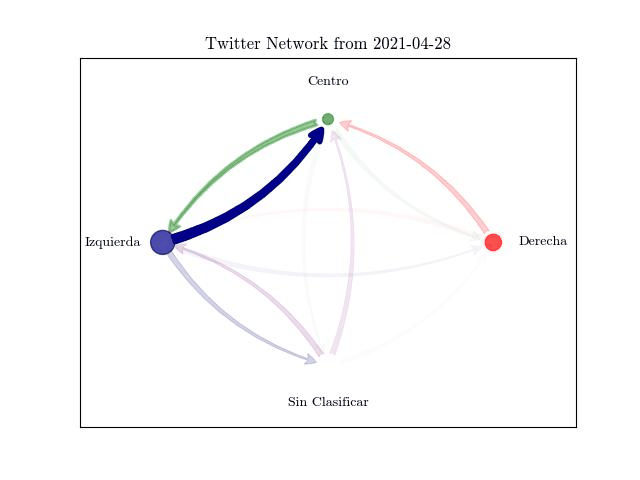 Twitter Network from 2021-04-28
Centro
Izquierda
Derecha
Sin Clasificar